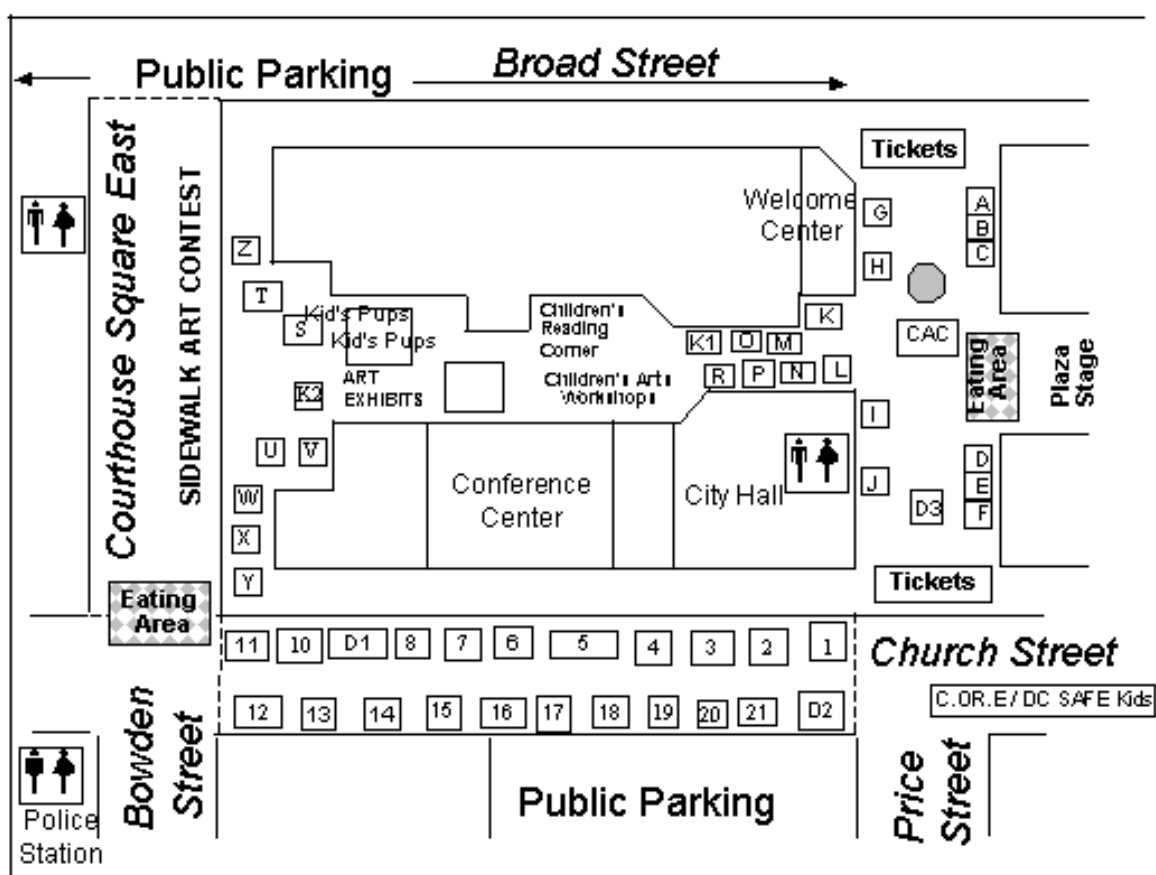 Broad Street
Public Parking
Courthouse Square East
SIDEWALK ART CONTEST
Tickets
Welcome
Center
G
A
B
C
Z
H
T
Kid's Pups
S
Kid's Pups
Children's
Reading
Corner
K
CAC
K1
O
M
Eating
Area
Plaza
Stage
ART
EXHIBITS
K2
Children's Arts
Workshops
R
P
N
L
I
U
V
D
E
F
W
Conference
Center
City Hall
J
D3
X
Y
Tickets
Eating
Area
11
10
D1
8
7
6
5
4
3
2
1
Church Street
C.OR.E / DC SAFE Kids
12
13
14
15
16
17
18
19
20
21
D2
Bowden
Street
Public Parking
Price
Street
Police
Station